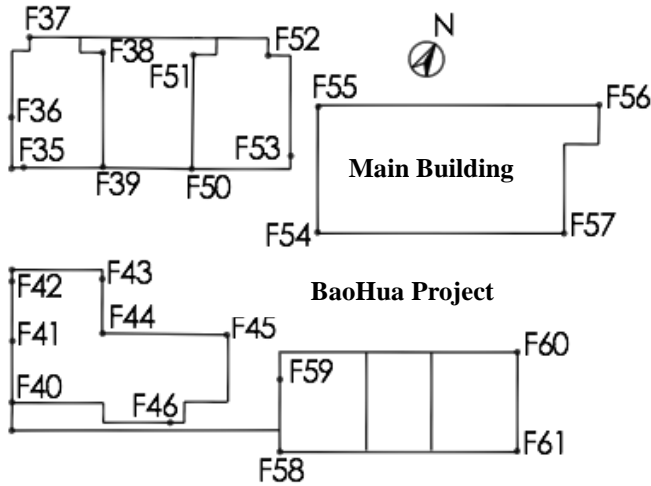 F37
N
F38
F52
F51
F55
F56
F36
F35
F53
Main Building
F39
F50
F54
F57
F42
F43
BaoHua Project
F41
F44
F45
F60
F59
F40
F46
F61
F58